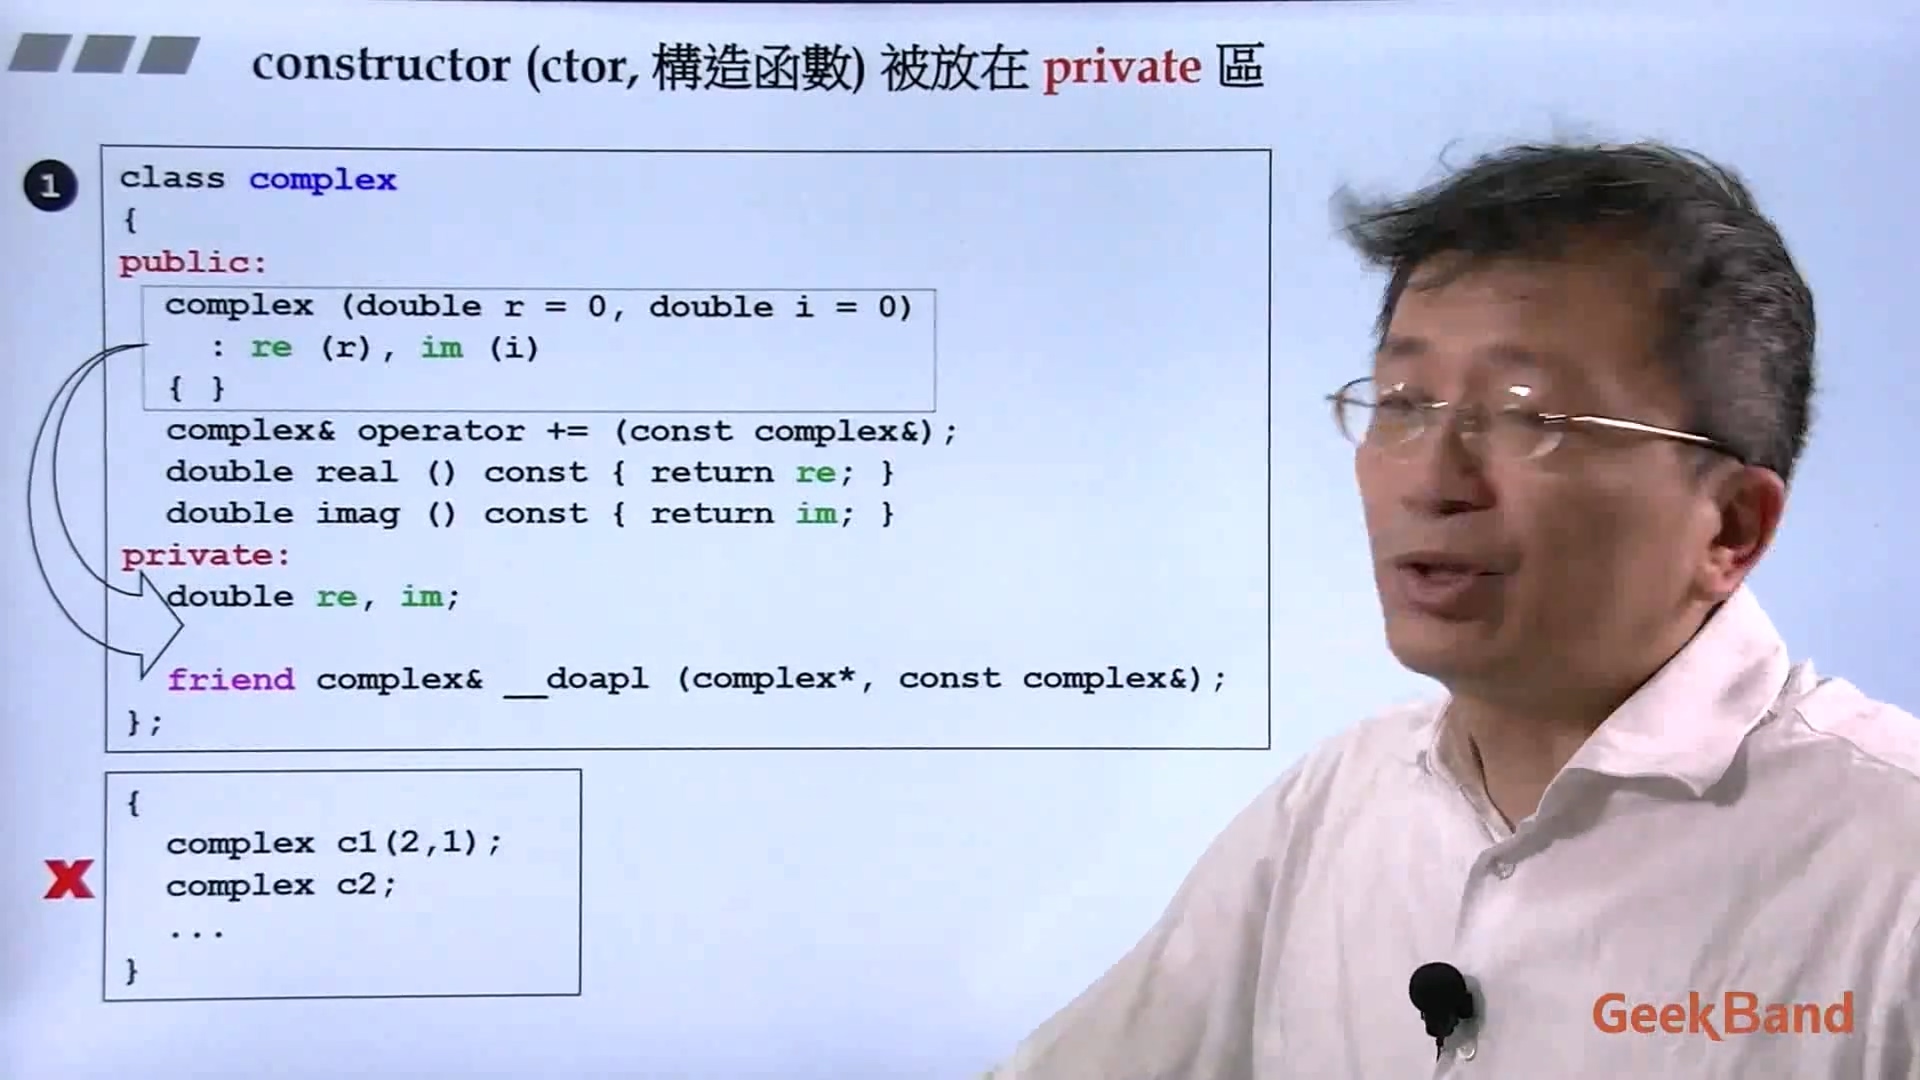 constructor (ctor, 構造函數) 被放在 private 區
1
class complex
{
public:
complex (double r = 0, double i = 0)
: re (r), im (i)
{ }
complex& operator += (const complex&);
double real () const { return re; }
double imag () const { return im; }
private:
double re, im;
friend complex& __doapl (complex*, const complex&);
};
{
complex c1(2,1);
complex c2;
...
}
GeekBand